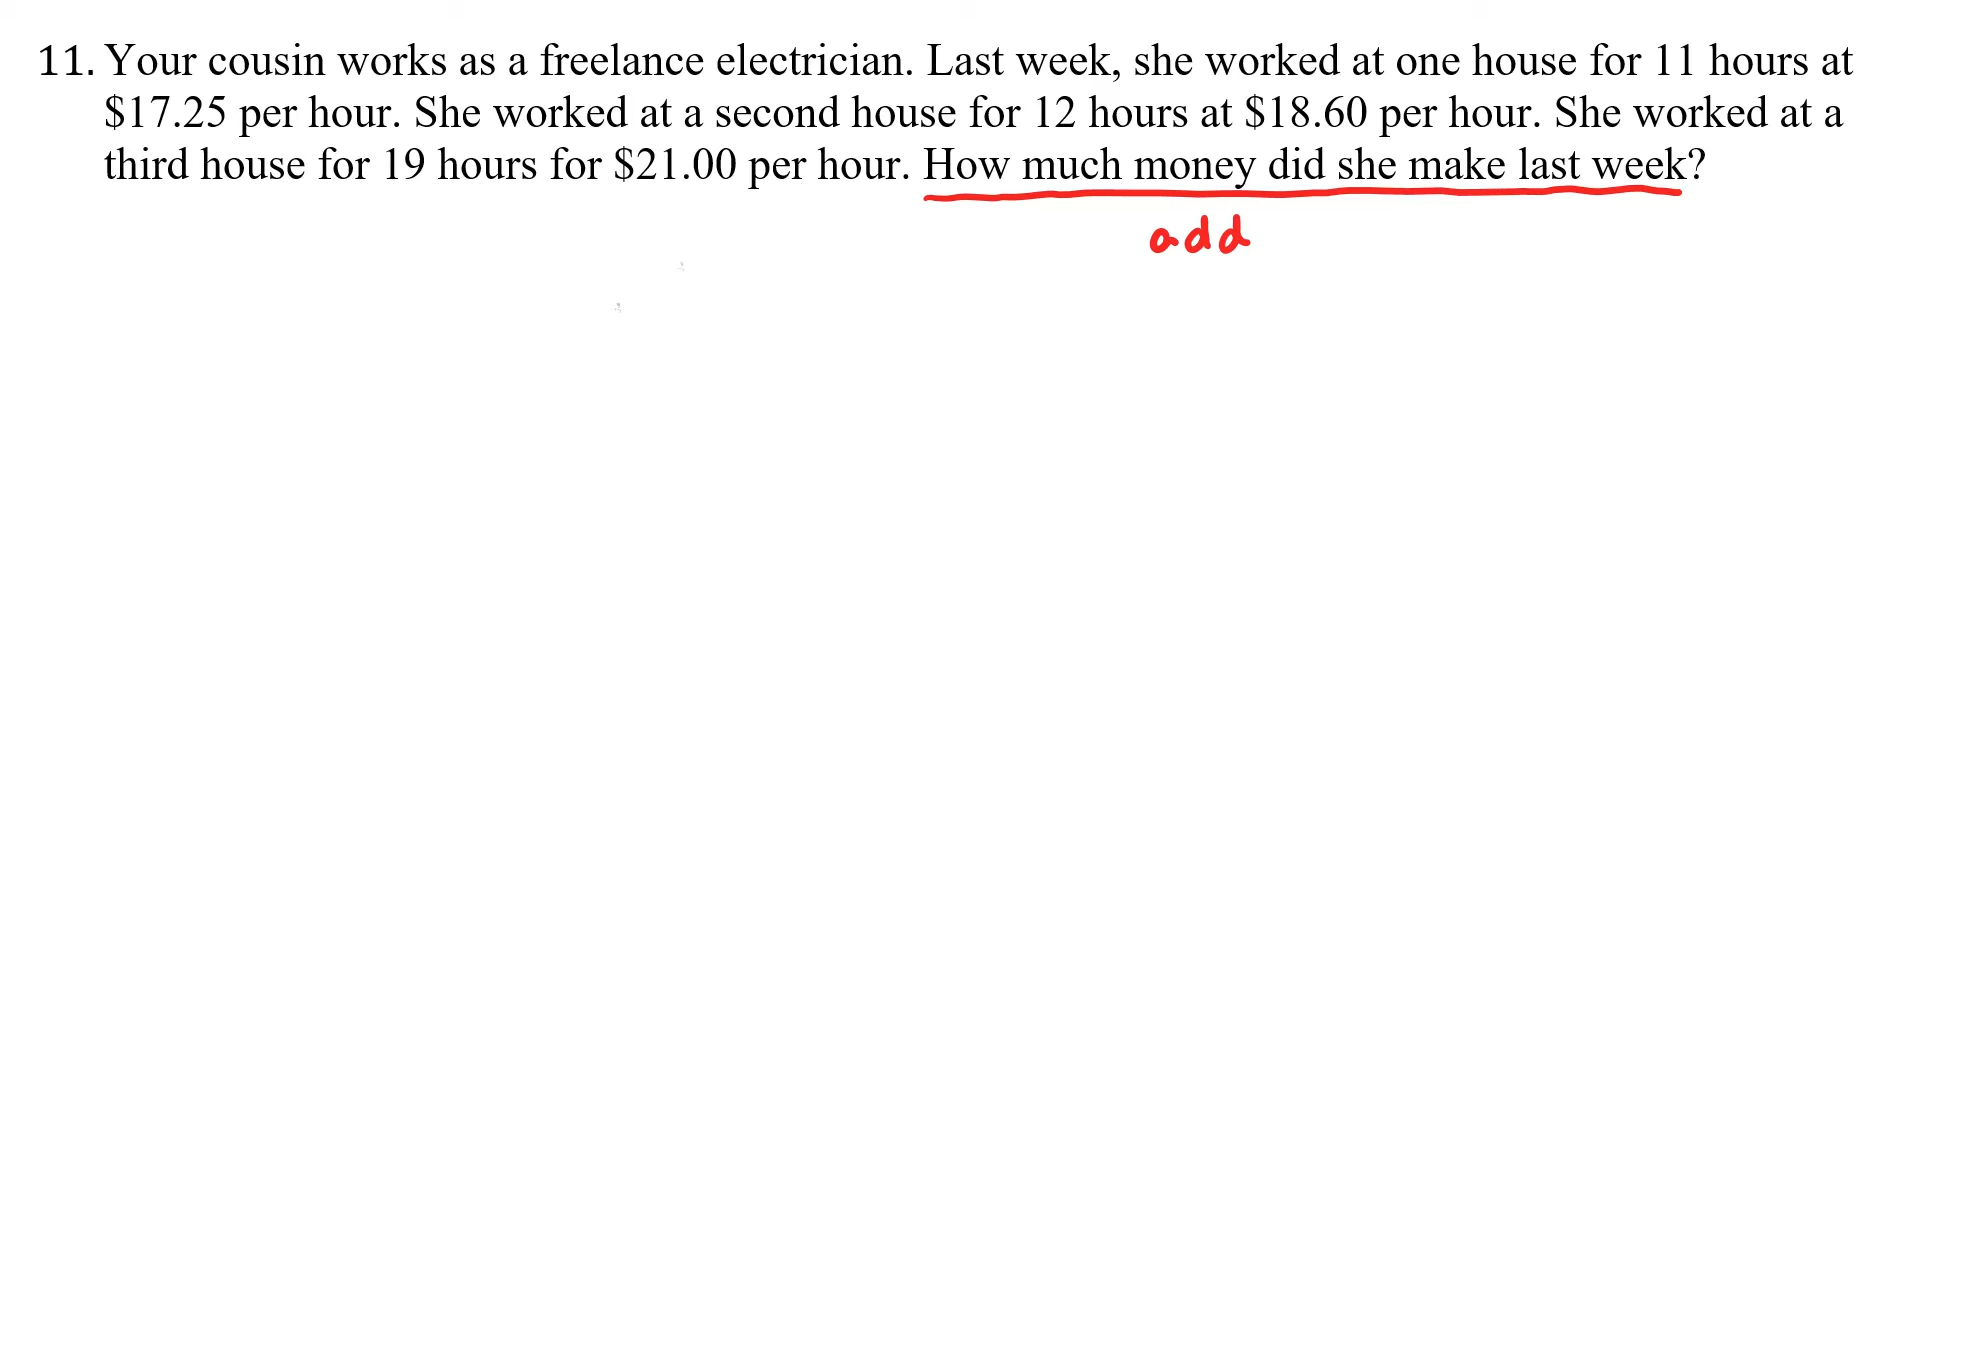 11. Your cousin works as a freelance electrician. Last week, she worked at one house for 11 hours at
$17.25 per hour. She worked at a second house for 12 hours at $18.60 per hour. She worked at a
third house for 19 hours for $21.00 per hour. How much money did she make last week?
add